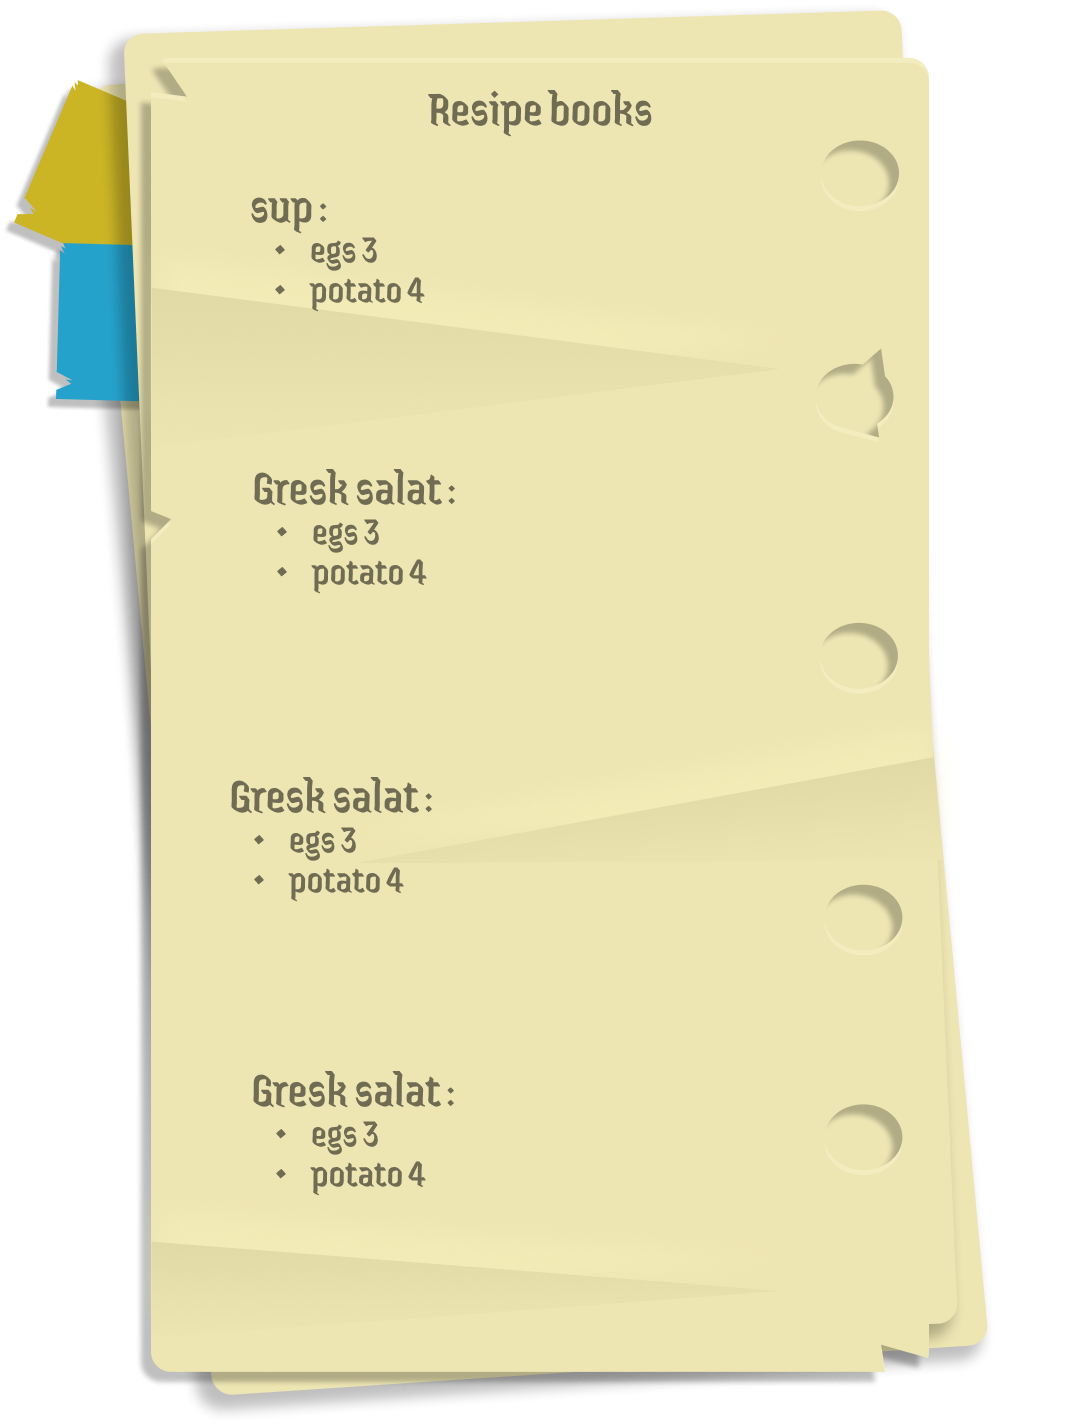 Resipe books
sup :
• egs 3
• potato 4
Gresk salat :
• egs 3
• potato 4
Gresk salat :
• egs 3
• potato 4
Gresk salat :
• egs 3
• potato 4